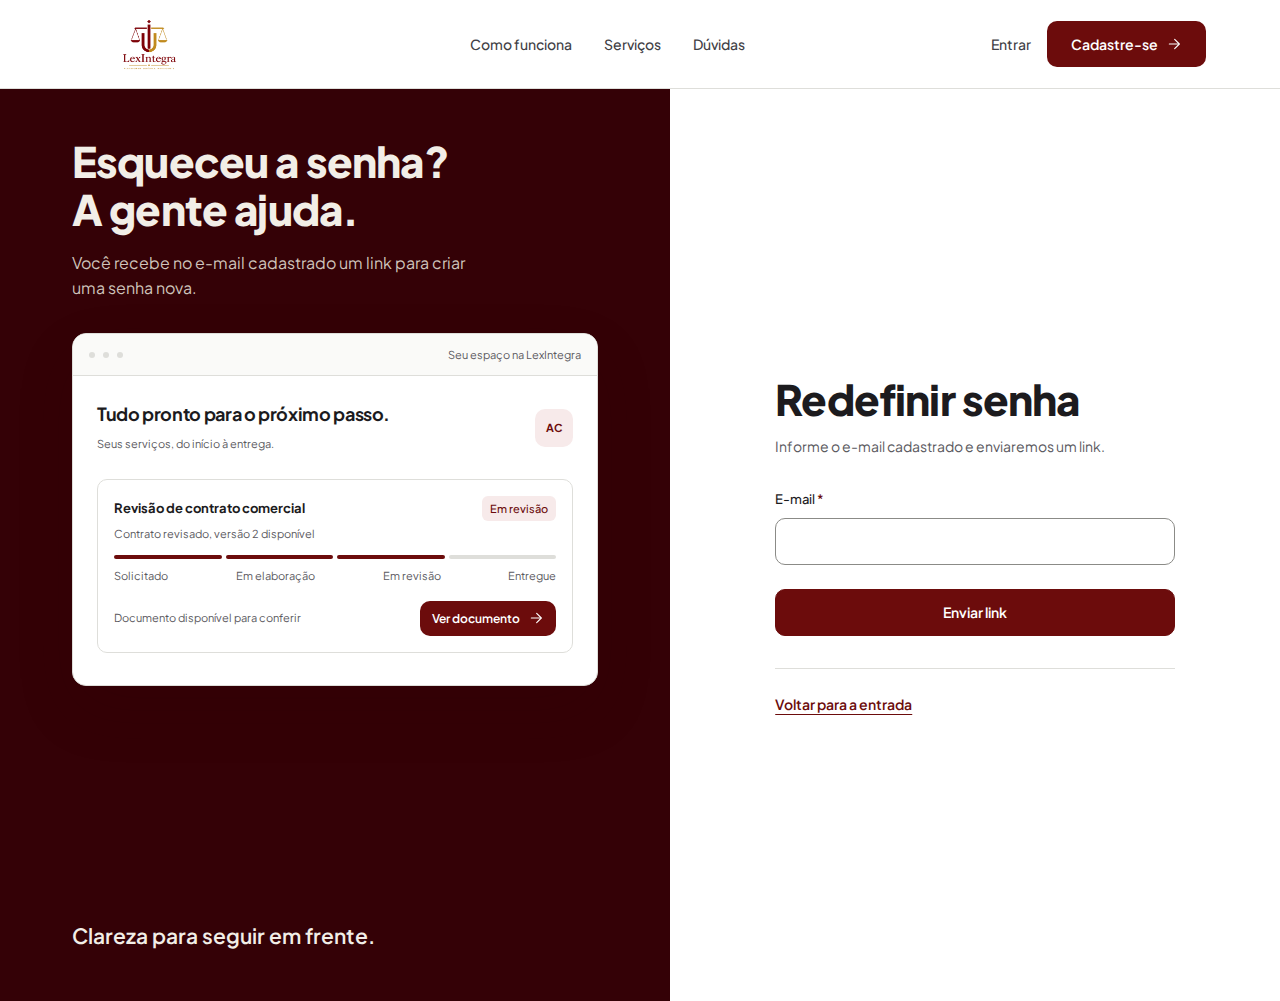 LexIntegra
Como funciona
Serviços
Dúvidas
Entrar
Cadastre-se
Esqueceu a senha?
A gente ajuda.
Você recebe no e-mail cadastrado um link para criar
uma senha nova.
Seu espaço na LexIntegra
Tudo pronto para o próximo passo.
Seus serviços, do início à entrega.
AC
Revisão de contrato comercial
Em revisão
Contrato revisado, versão 2 disponível
Solicitado
Em elaboração
Em revisão
Entregue
Documento disponível para conferir
Ver documento
Clareza para seguir em frente.
Redefinir senha
Informe o e-mail cadastrado e enviaremos um link.
E-mail *
Enviar link
Voltar para a entrada